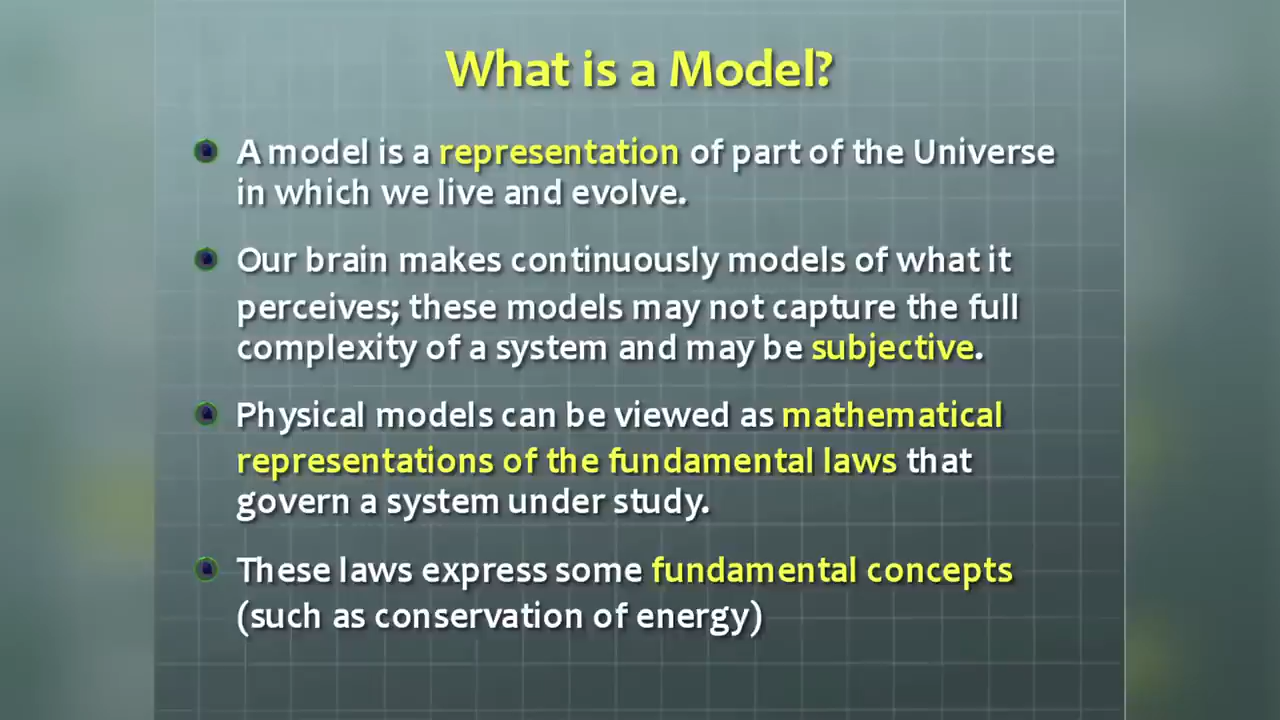 What is a Model?
A model is a representation of part of the Universe
in which we live and evolve.
Our brain makes continuously models of what it
perceives; these models may not capture the full
complexity of a system and may be subjective.
Physical models can be viewed as mathematical
representations of the fundamental laws that
govern a system under study.
These laws express some fundamental concepts
(such as conservation of energy)